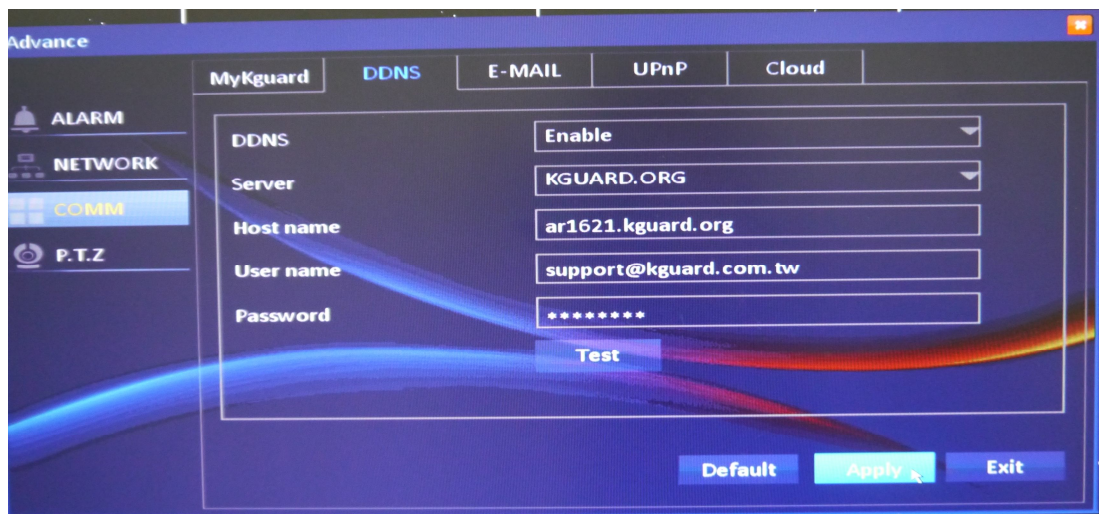 Advance
MyKguard DDNS E-MAIL UPnP Cloud
ALARM
NETWORK
COMM
P.T.Z
DDNS Enable
Server KGUARD.ORG
Host name ar1621.kguard.org
User name support@kguard.com.tw
Password ********
Test
Default Apply Exit